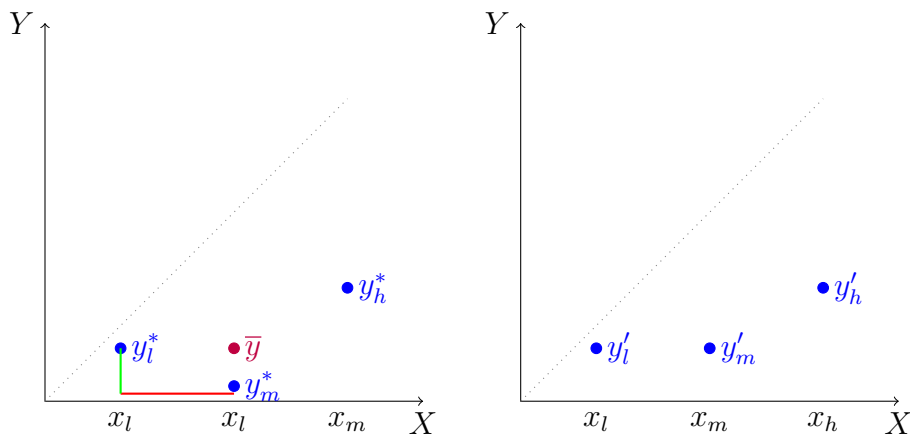 Y
y_l^*
y̅
y_m^*
y_h^*
x_l
x_l
x_m
X
Y
y_l'
y_m'
y_h'
x_l
x_m
x_h
X